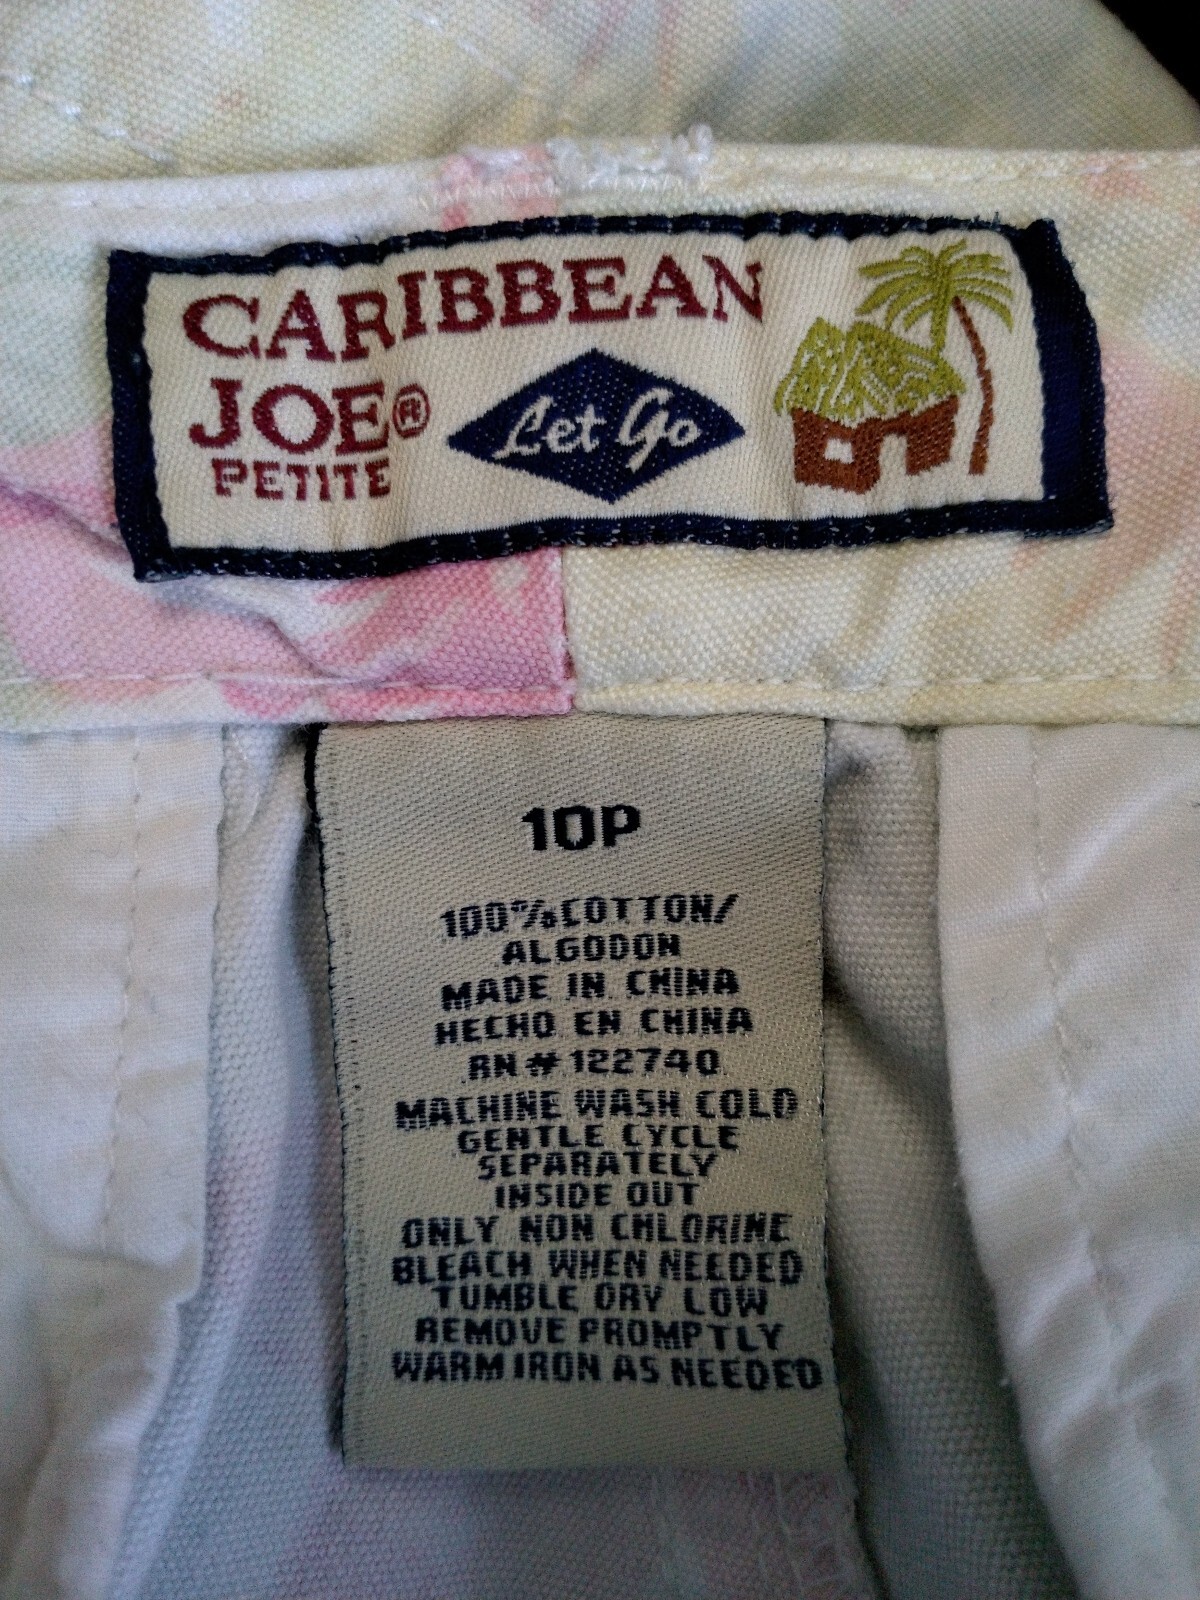 CARIBBEAN
JOE®
PETITE
Let Go
10P
100%COTTON/
ALGODON
MADE IN CHINA
HECHO EN CHINA
RN# 122740
MACHINE WASH COLD
GENTLE CYCLE
SEPARATELY
INSIDE OUT
ONLY NON CHLORINE
BLEACH WHEN NEEDED
TUMBLE DRY LOW
REMOVE PROMPTLY
WARM IRON AS NEEDED